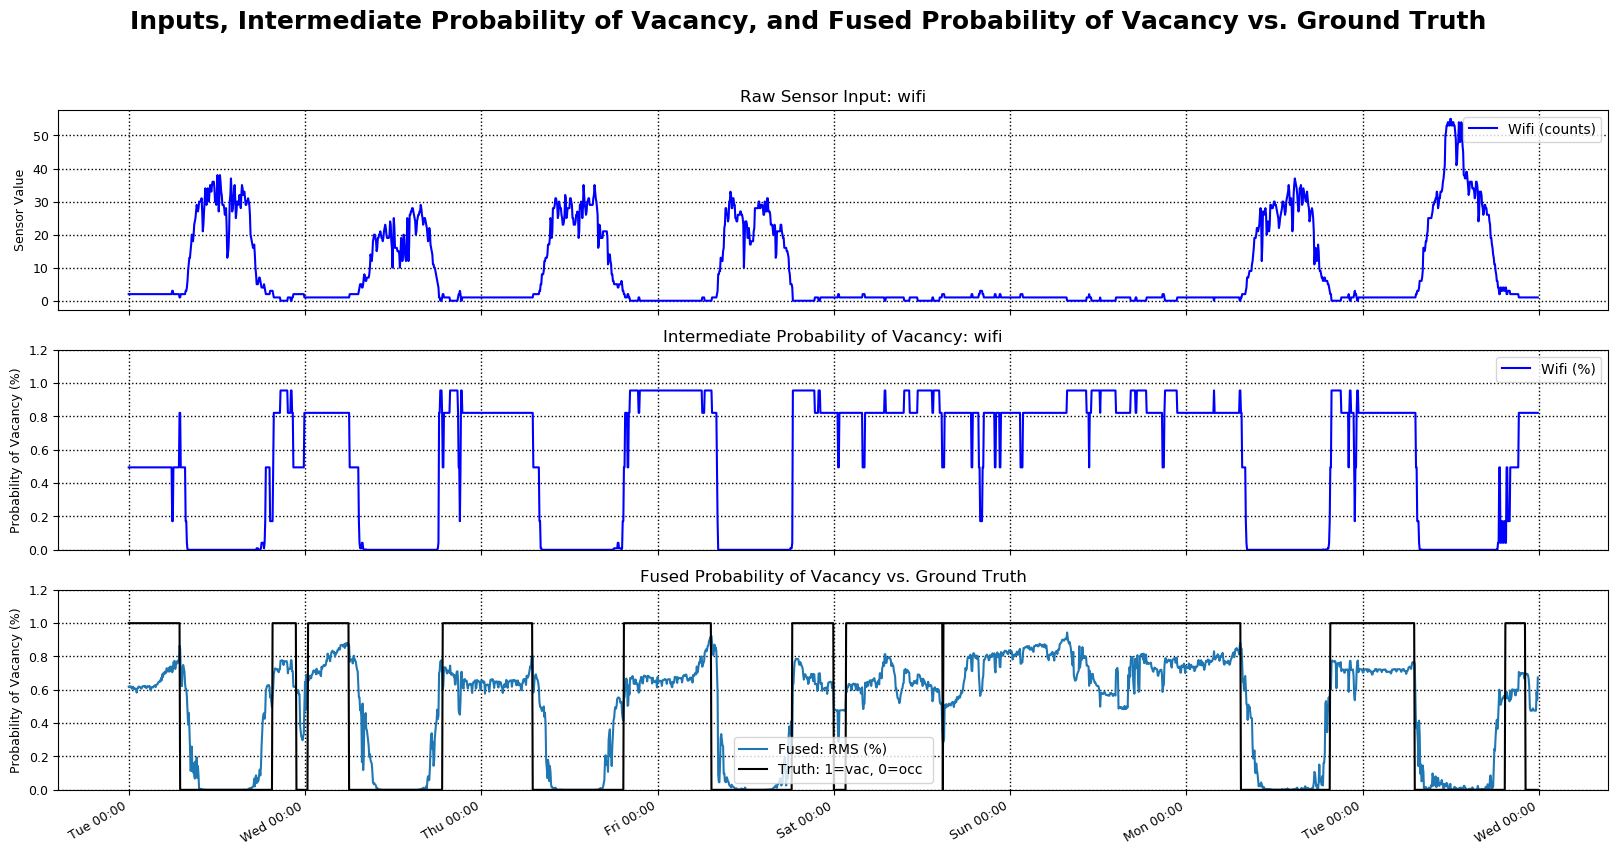 Inputs, Intermediate Probability of Vacancy, and Fused Probability of Vacancy vs. Ground Truth
Raw Sensor Input: wifi
Sensor Value
50
40
30
20
10
0
Wifi (counts)
Intermediate Probability of Vacancy: wifi
Probability of Vacancy (%)
1.2
1.0
0.8
0.6
0.4
0.2
0.0
Wifi (%)
Fused Probability of Vacancy vs. Ground Truth
Probability of Vacancy (%)
1.2
1.0
0.8
0.6
0.4
0.2
0.0
Fused: RMS (%)
Truth: 1=vac, 0=occ
Tue 00:00
Wed 00:00
Thu 00:00
Fri 00:00
Sat 00:00
Sun 00:00
Mon 00:00
Tue 00:00
Wed 00:00